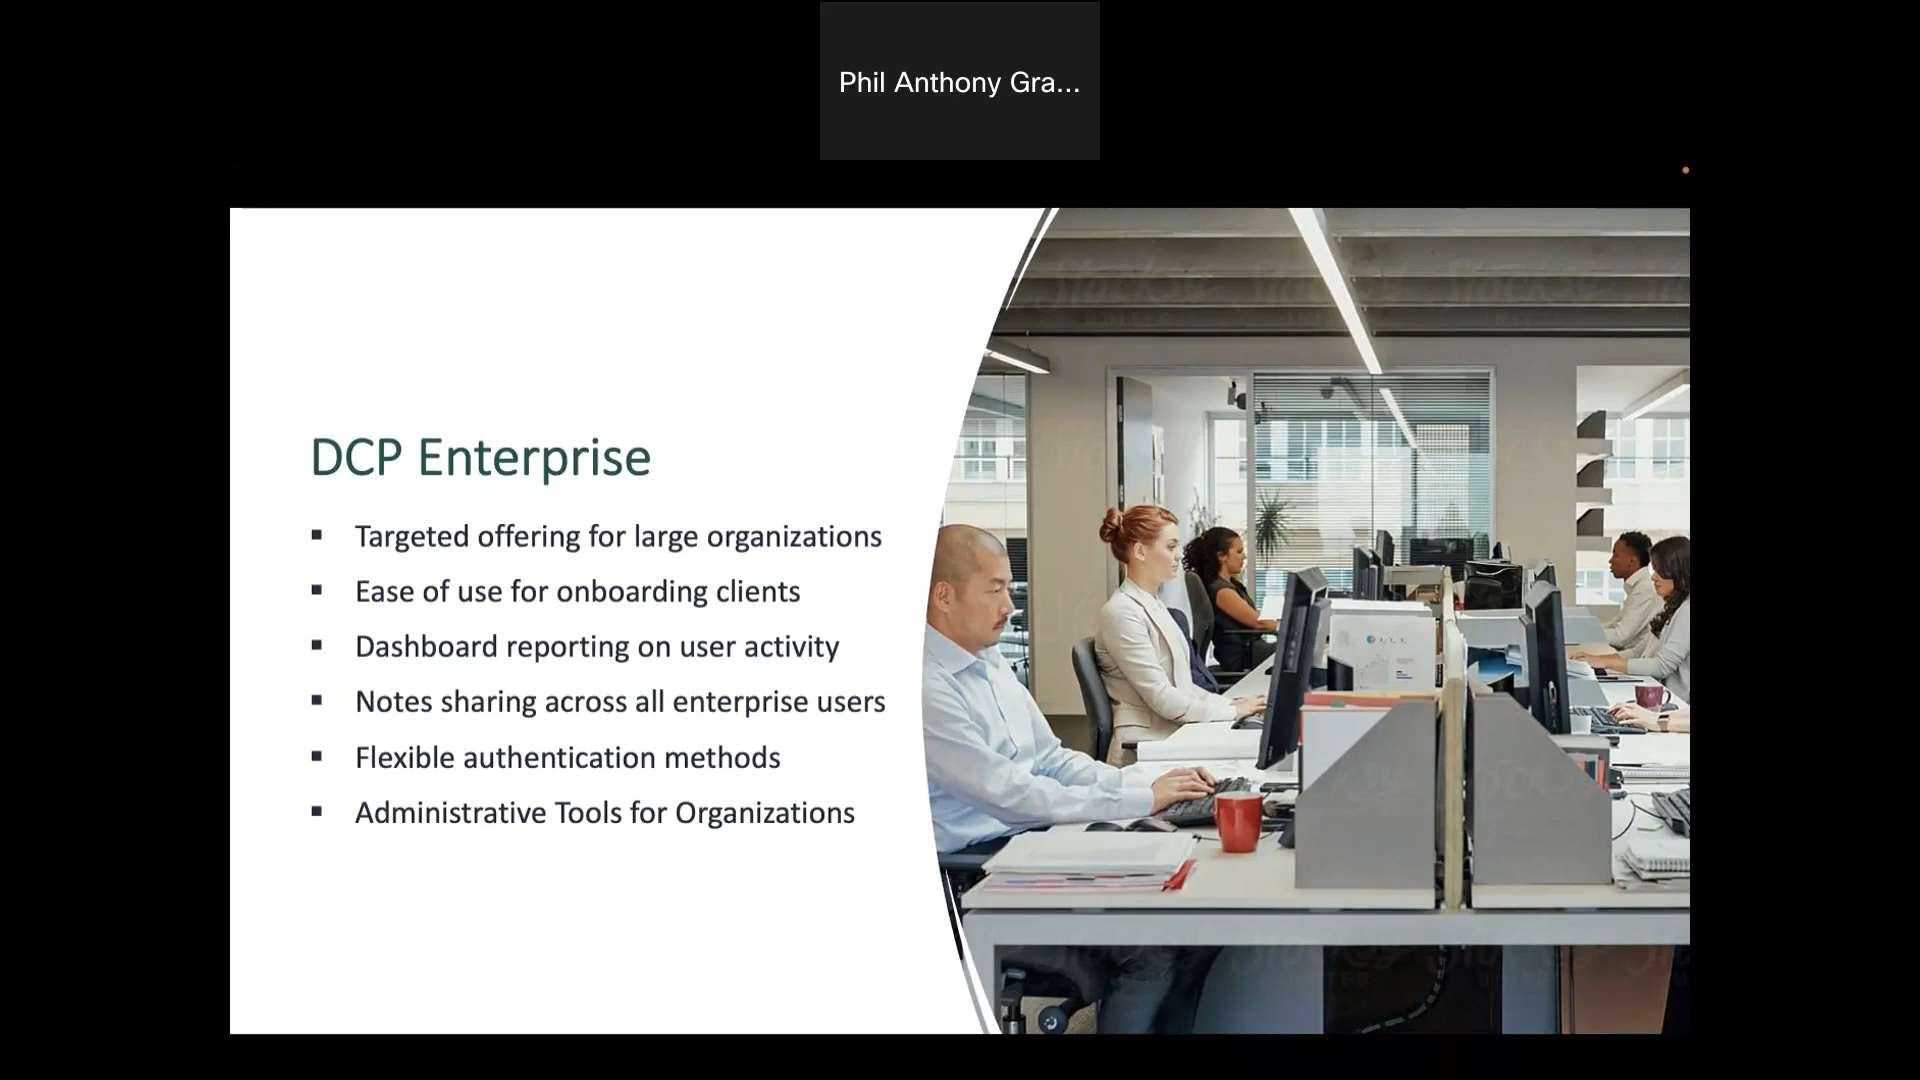 Phil Anthony Gra...
DCP Enterprise
▪ Targeted offering for large organizations
▪ Ease of use for onboarding clients
▪ Dashboard reporting on user activity
▪ Notes sharing across all enterprise users
▪ Flexible authentication methods
▪ Administrative Tools for Organizations